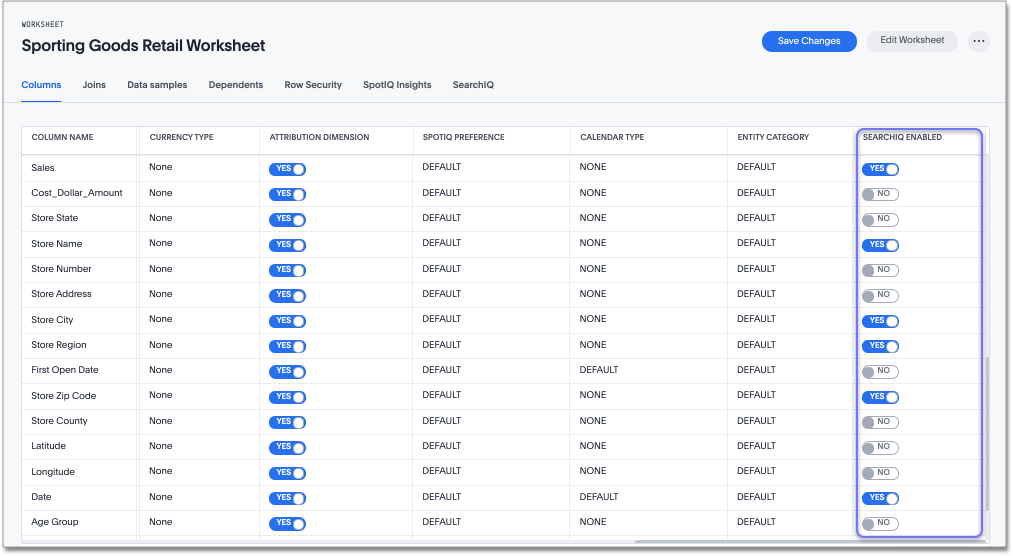 WORKSHEET
Sporting Goods Retail Worksheet
Save Changes Edit Worksheet ...
Columns Joins Data samples Dependents Row Security SpotIQ Insights SearchIQ
COLUMN NAME CURRENCY TYPE ATTRIBUTION DIMENSION SPOTIQ PREFERENCE CALENDAR TYPE ENTITY CATEGORY SEARCHIQ ENABLED
Sales None YES DEFAULT NONE DEFAULT YES
Cost_Dollar_Amount None YES DEFAULT NONE DEFAULT NO
Store State None YES DEFAULT NONE DEFAULT NO
Store Name None YES DEFAULT NONE DEFAULT YES
Store Number None YES DEFAULT NONE DEFAULT NO
Store Address None YES DEFAULT NONE DEFAULT NO
Store City None YES DEFAULT NONE DEFAULT YES
Store Region None YES DEFAULT NONE DEFAULT YES
First Open Date None YES DEFAULT DEFAULT DEFAULT NO
Store Zip Code None YES DEFAULT NONE DEFAULT YES
Store County None YES DEFAULT NONE DEFAULT NO
Latitude None YES DEFAULT NONE DEFAULT NO
Longitude None YES DEFAULT NONE DEFAULT NO
Date None YES DEFAULT DEFAULT DEFAULT YES
Age Group None YES DEFAULT NONE DEFAULT NO